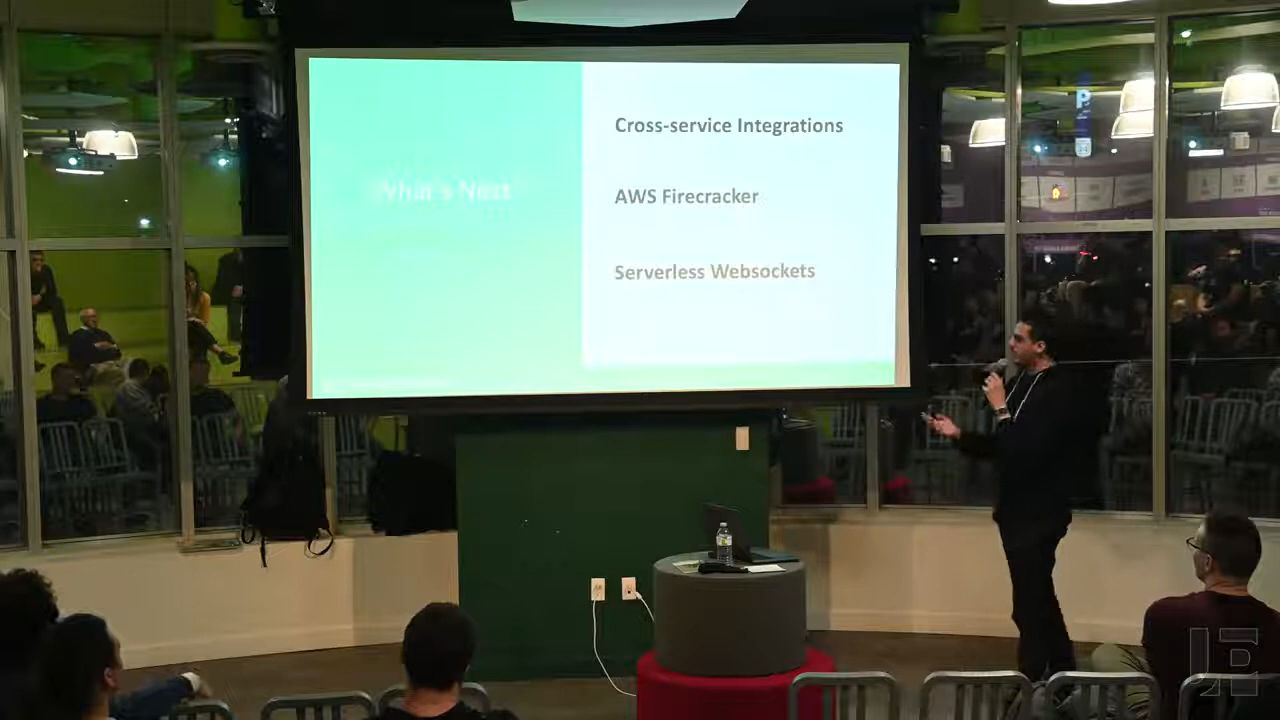 What's Next
Cross-service Integrations
AWS Firecracker
Serverless Websockets
P